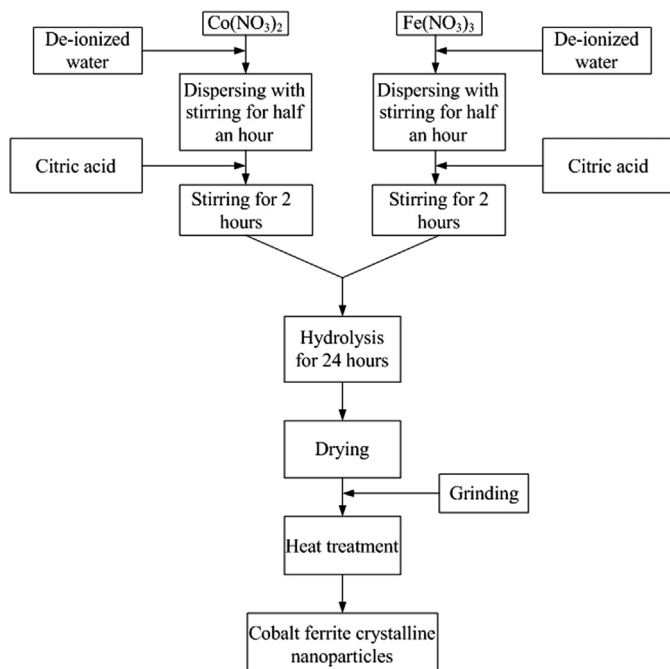 Co(NO₃)₂
Fe(NO₃)₃
De-ionized
water
De-ionized
water
Dispersing with
stirring for half
an hour
Dispersing with
stirring for half
an hour
Citric acid
Citric acid
Stirring for 2
hours
Stirring for 2
hours
Hydrolysis
for 24 hours
Drying
Grinding
Heat treatment
Cobalt ferrite crystalline
nanoparticles